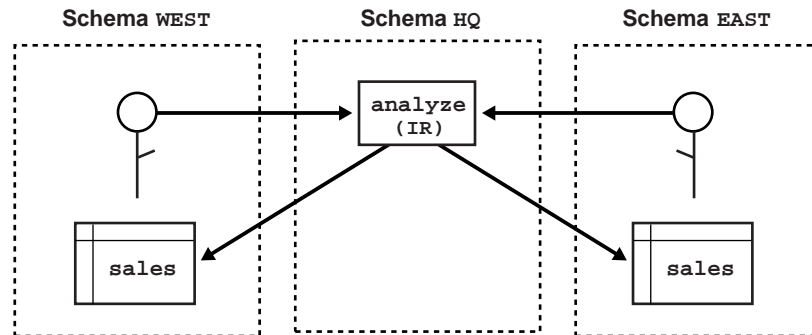 Schema WEST
Schema HQ
Schema EAST
analyze
(IR)
sales
sales